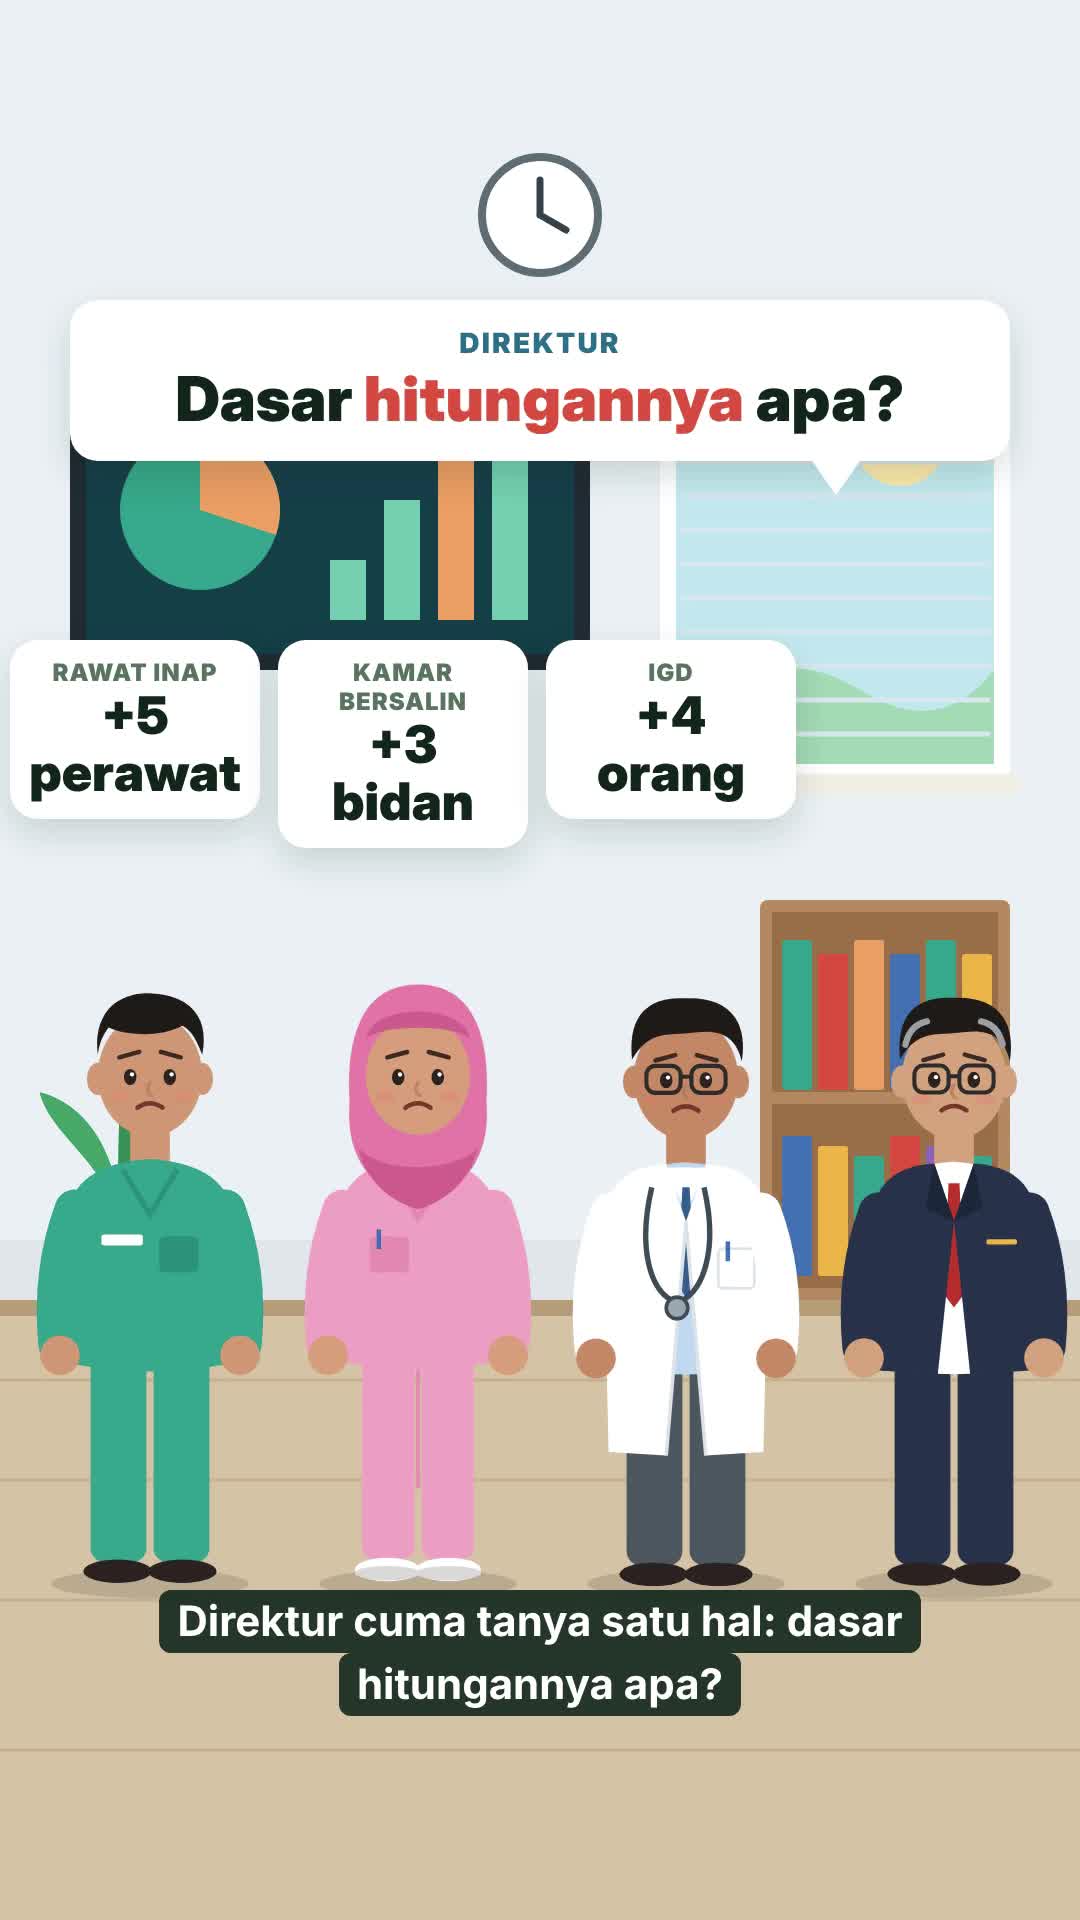 DIREKTUR
Dasar hitungannya apa?
RAWAT INAP
+5
perawat
KAMAR
BERSALIN
+3
bidan
IGD
+4
orang
Direktur cuma tanya satu hal: dasar
hitungannya apa?